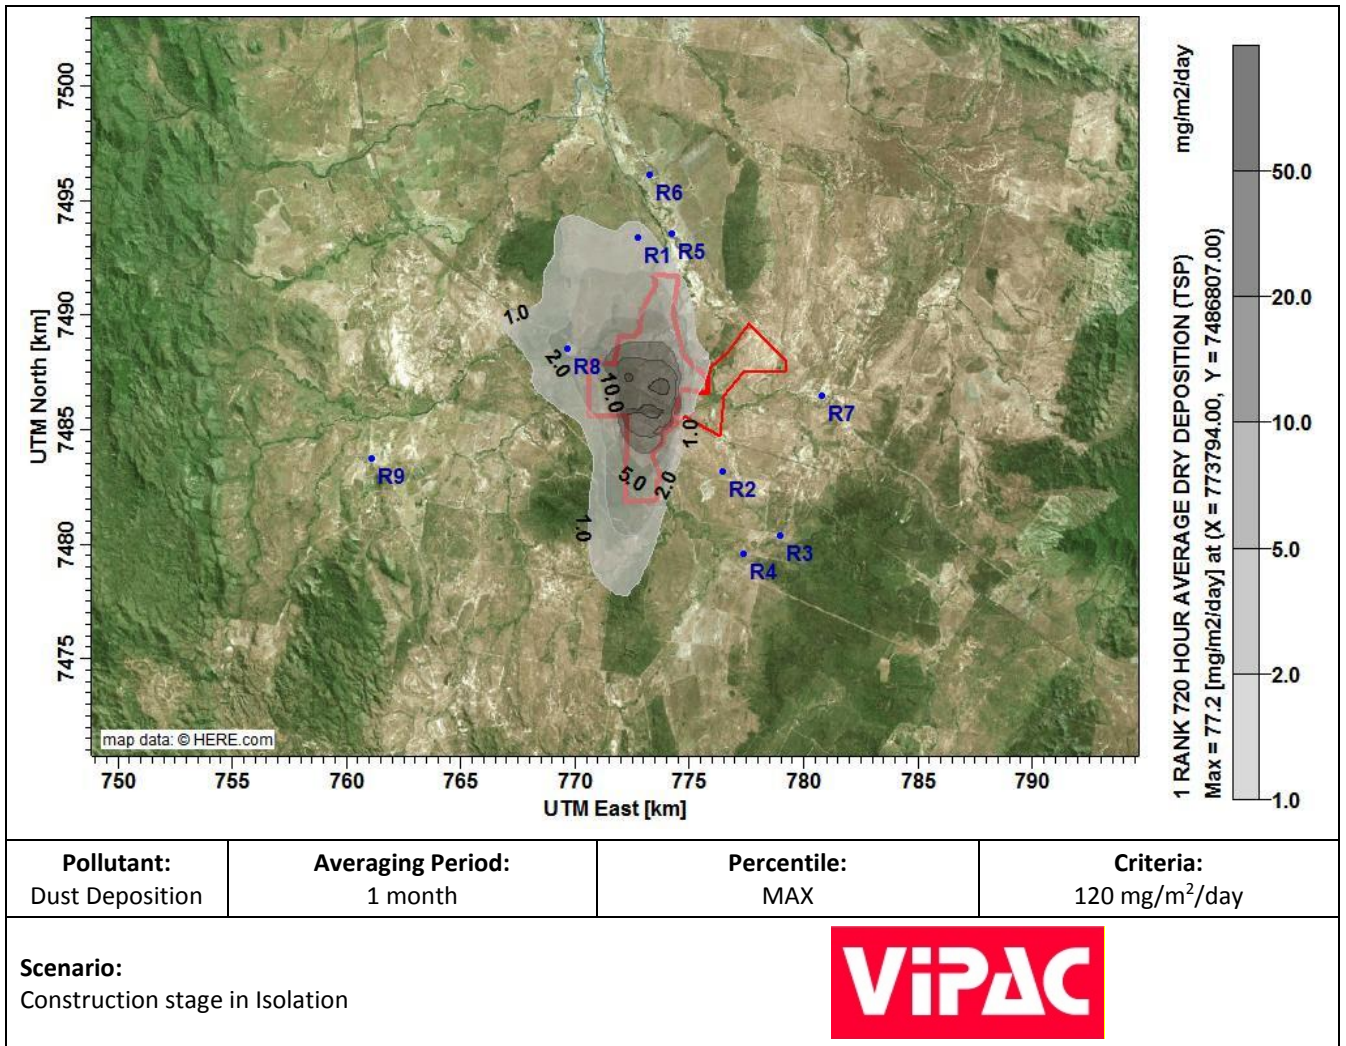 7500
7495
7490
7485
7480
7475
UTM North [km]
750
755
760
765
770
775
780
785
790
UTM East [km]
R6
R1
R5
1.0
2.0
R8
10.0
R7
1.0
R9
5.0
2.0
R2
1.0
R3
R4
map data: © HERE.com
1 RANK 720 HOUR AVERAGE DRY DEPOSITION (TSP) mg/m2/day
Max = 77.2 [mg/m2/day] at (X = 773794.00, Y = 7486807.00)
50.0
20.0
10.0
5.0
2.0
1.0
Pollutant:
Dust Deposition
Averaging Period:
1 month
Percentile:
MAX
Criteria:
120 mg/m²/day
Scenario:
Construction stage in Isolation
ViPAC